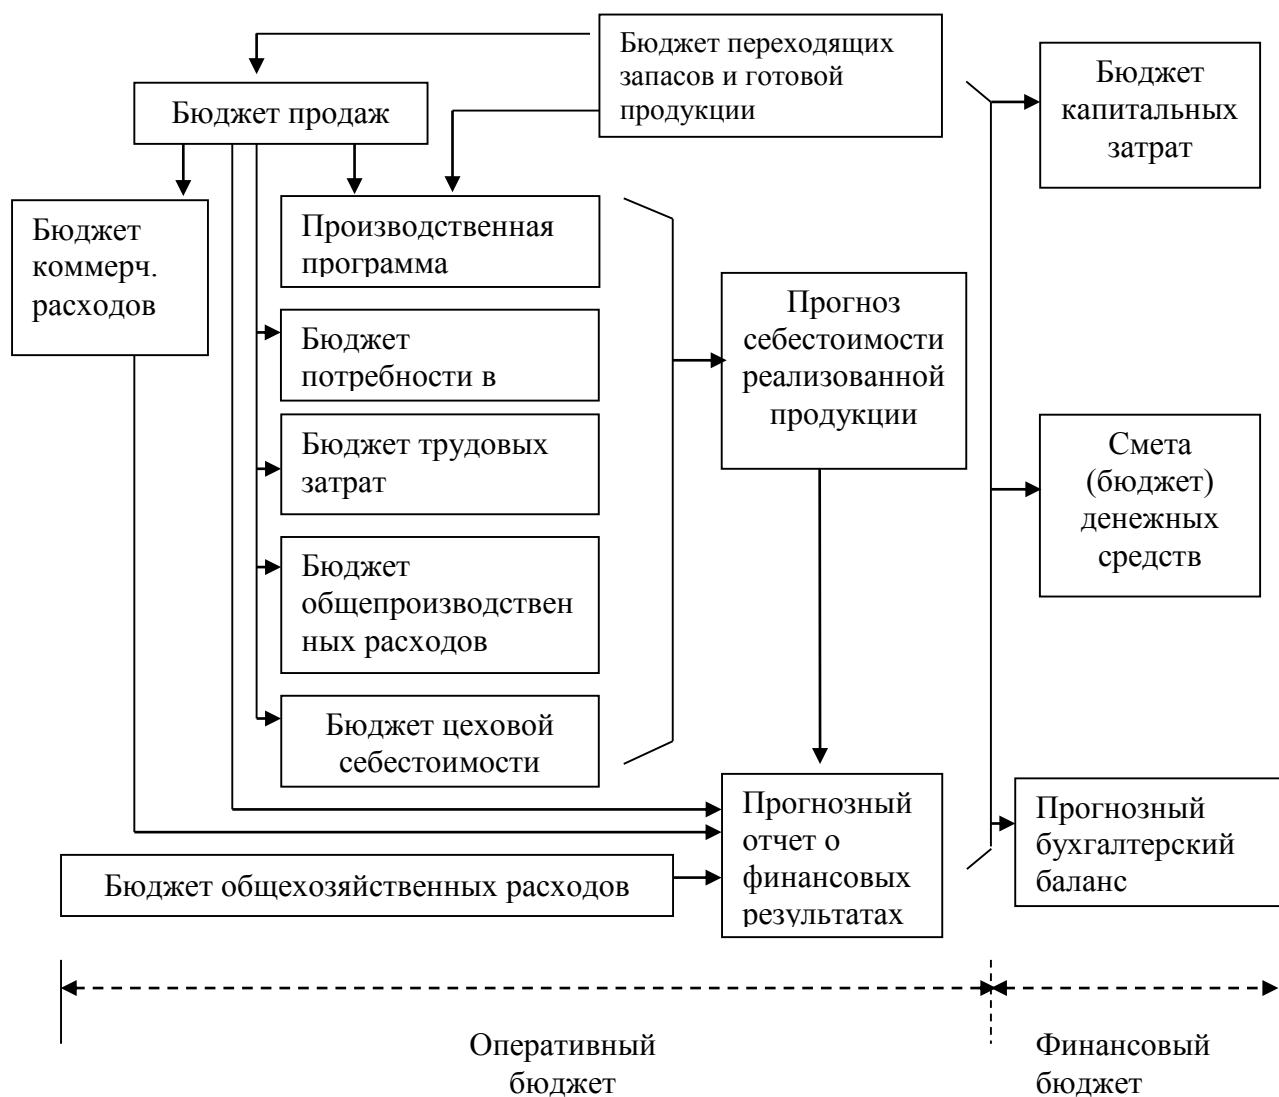 Бюджет переходящих
запасов и готовой
продукции
Бюджет
капитальных
затрат
Бюджет продаж
Бюджет
коммерч.
расходов
Производственная
программа
Прогноз
себестоимости
реализованной
продукции
Бюджет
потребности в
Бюджет трудовых
затрат
Смета
(бюджет)
денежных
средств
Бюджет
общепроизводствен
ных расходов
Бюджет цеховой
себестоимости
Прогнозный
отчет о
финансовых
результатах
Прогнозный
бухгалтерский
баланс
Бюджет общехозяйственных расходов
Оперативный
бюджет
Финансовый
бюджет